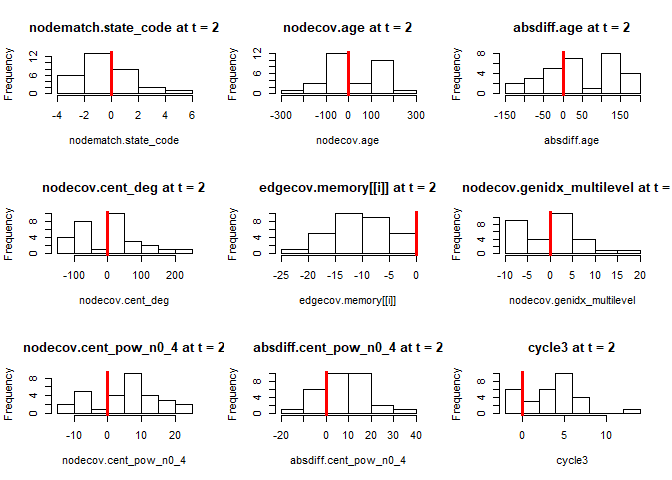 nodematch.state_code at t = 2
Frequency
0
6
12
-4
-2
0
2
4
6
nodematch.state_code
nodecov.age at t = 2
Frequency
0
4
8
12
-300
-100
0
100
300
nodecov.age
absdiff.age at t = 2
Frequency
0
4
8
-150
-50
0
50
150
absdiff.age
nodecov.cent_deg at t = 2
Frequency
0
4
8
-100
0
100
200
nodecov.cent_deg
edgecov.memory[[i]] at t = 2
Frequency
0
4
8
-25
-20
-15
-10
-5
0
edgecov.memory[[i]]
nodecov.genidx_multilevel at t =
Frequency
0
4
8
-10
-5
0
5
10
15
20
nodecov.genidx_multilevel
nodecov.cent_pow_n0_4 at t = 2
Frequency
0
4
8
-10
0
10
20
nodecov.cent_pow_n0_4
absdiff.cent_pow_n0_4 at t = 2
Frequency
0
4
8
-20
0
10
20
30
40
absdiff.cent_pow_n0_4
cycle3 at t = 2
Frequency
0
4
8
0
5
10
cycle3